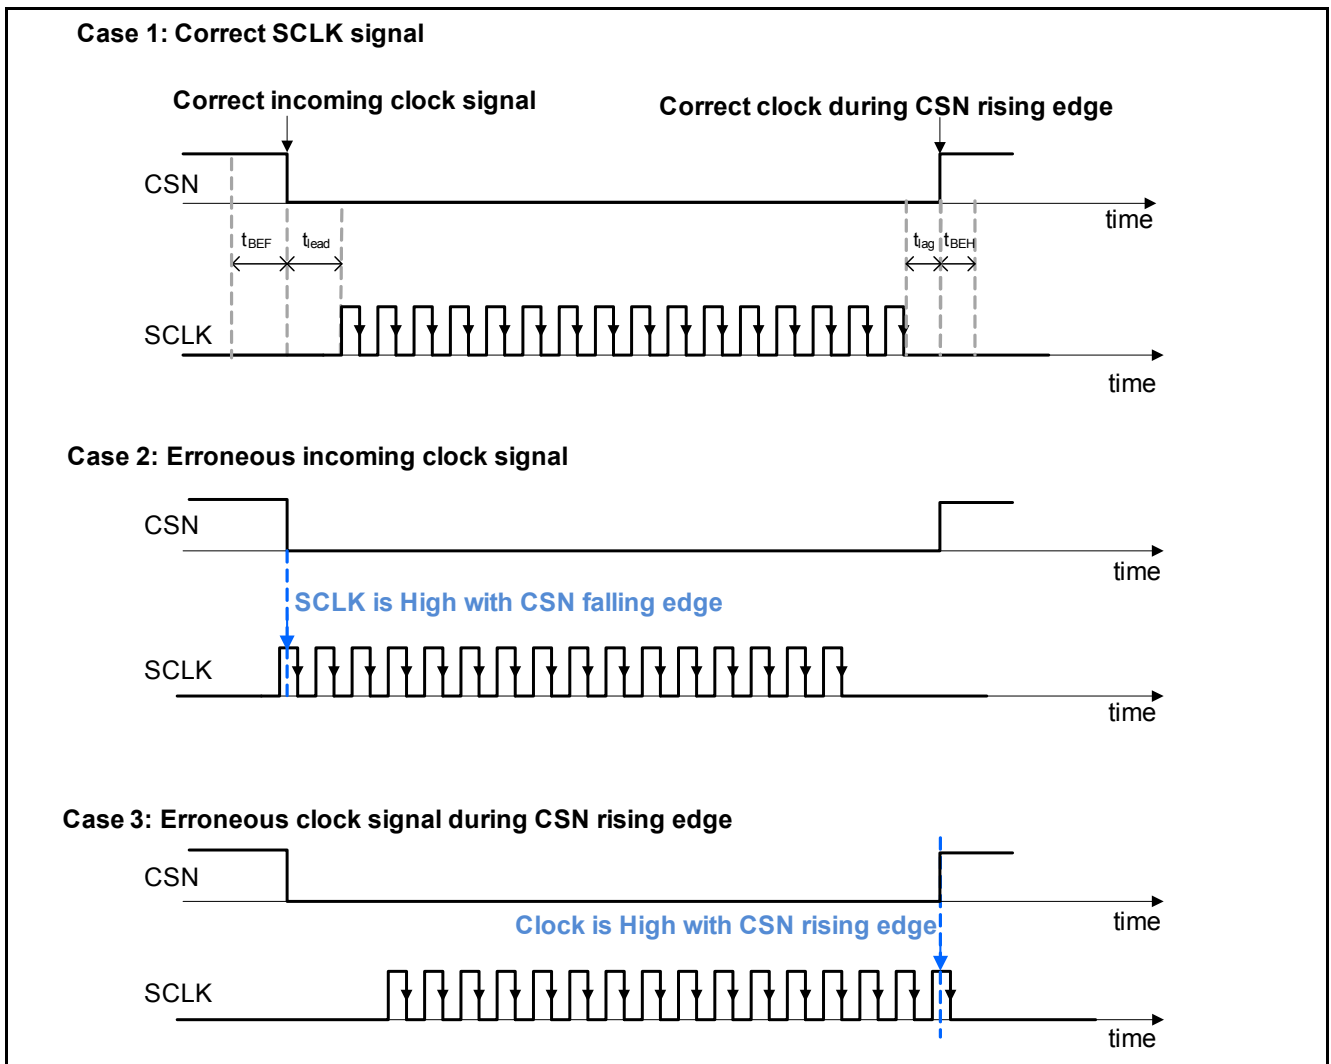 Case 1: Correct SCLK signal
Correct incoming clock signal
Correct clock during CSN rising edge
CSN
time
tBEF
tlead
tlag
tBEH
SCLK
time
Case 2: Erroneous incoming clock signal
CSN
time
SCLK is High with CSN falling edge
SCLK
time
Case 3: Erroneous clock signal during CSN rising edge
CSN
time
Clock is High with CSN rising edge
SCLK
time